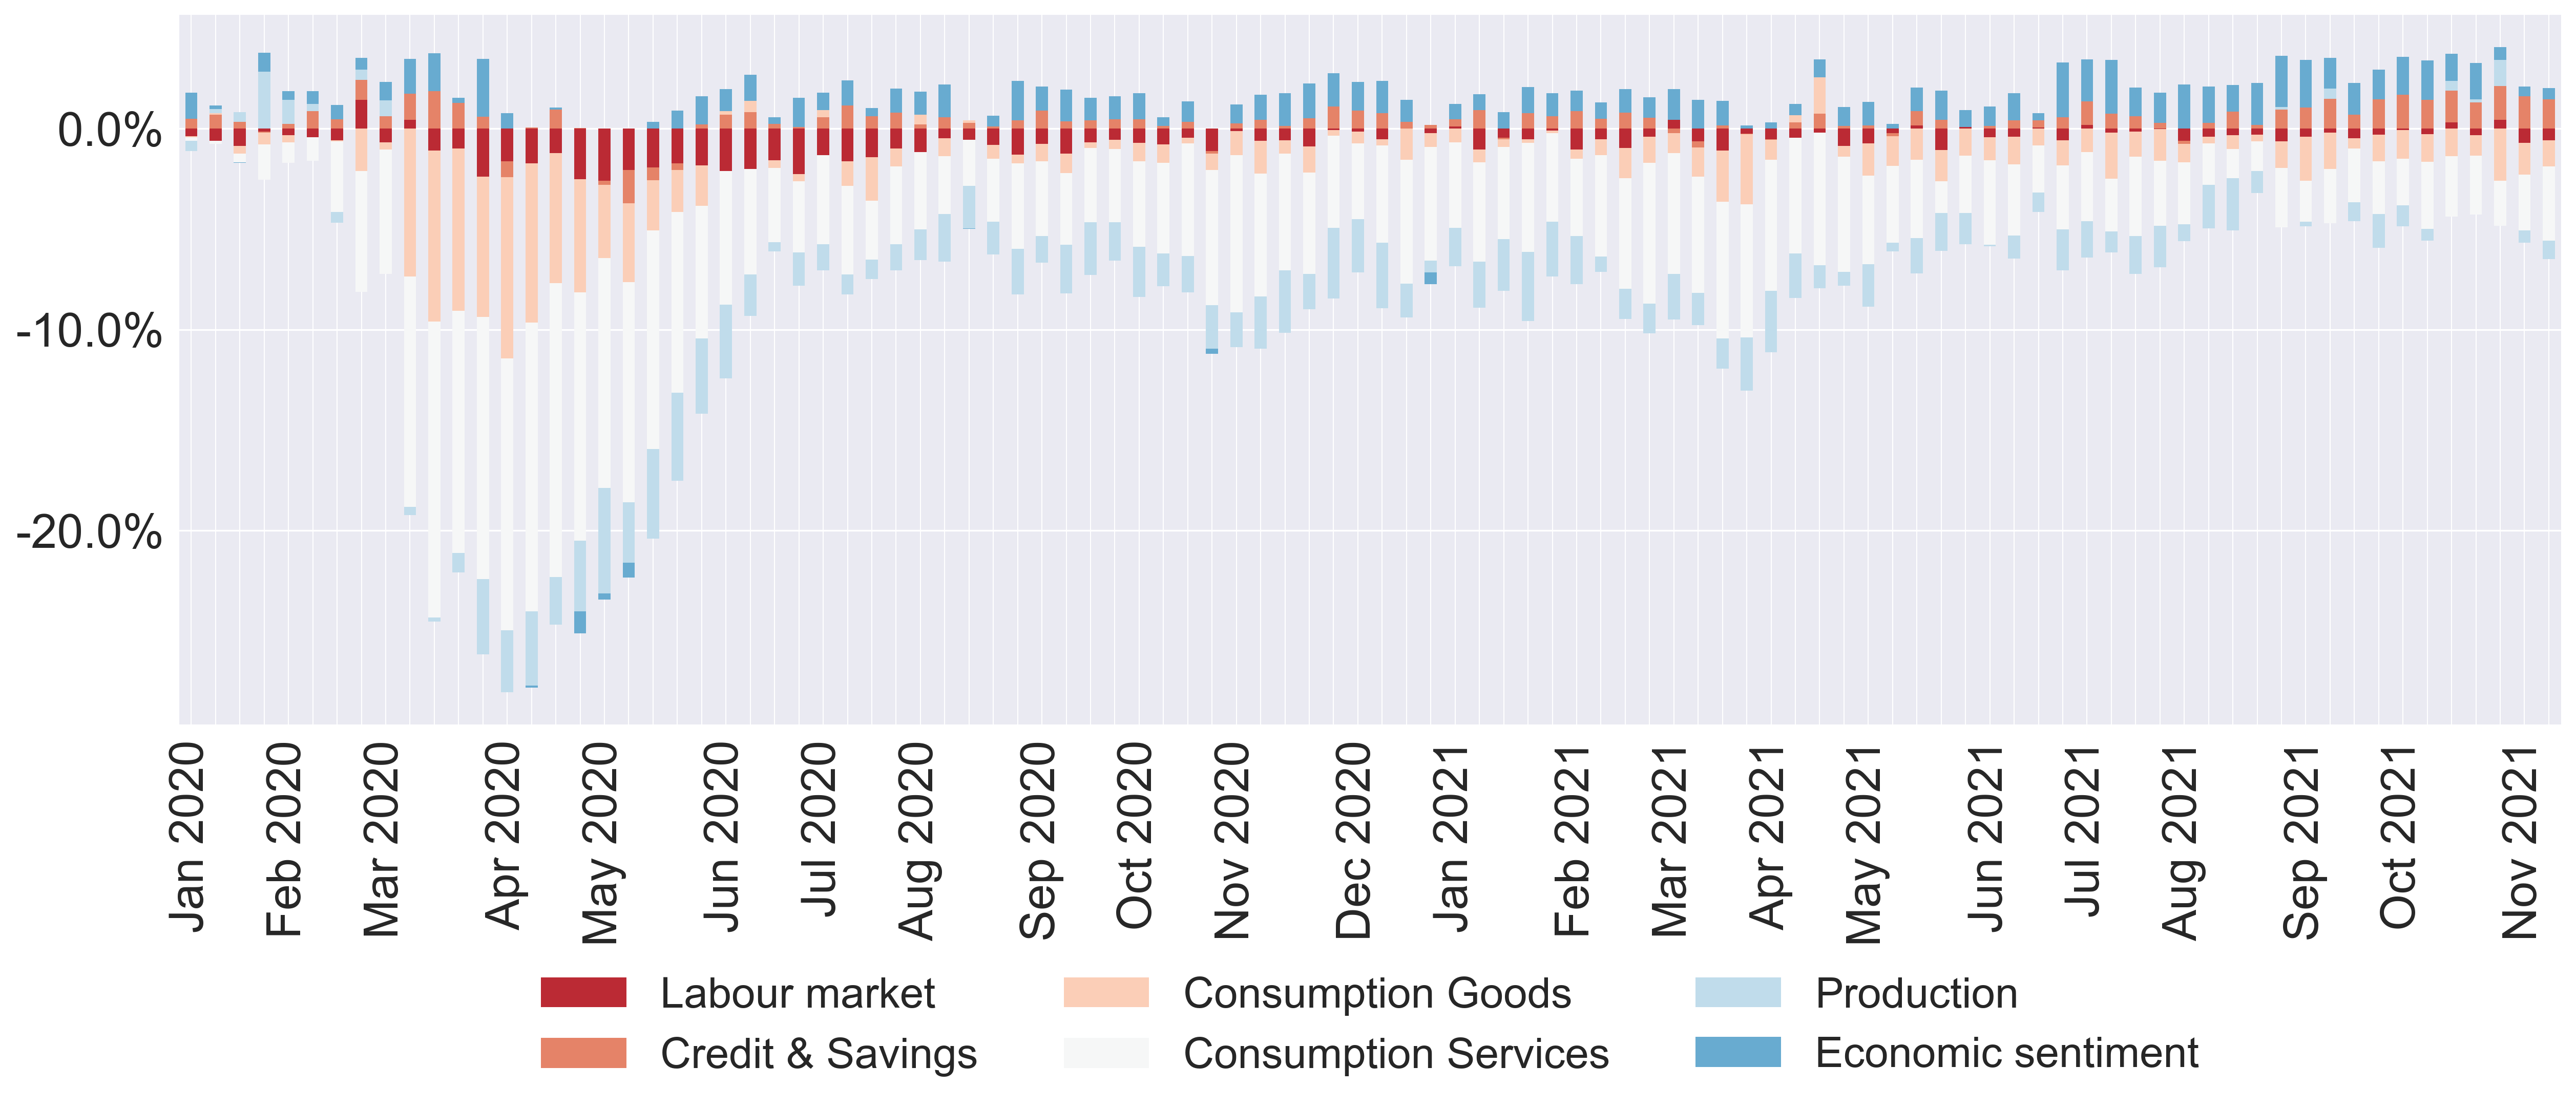 0.0%
-10.0%
-20.0%
Jan 2020
Feb 2020
Mar 2020
Apr 2020
May 2020
Jun 2020
Jul 2020
Aug 2020
Sep 2020
Oct 2020
Nov 2020
Dec 2020
Jan 2021
Feb 2021
Mar 2021
Apr 2021
May 2021
Jun 2021
Jul 2021
Aug 2021
Sep 2021
Oct 2021
Nov 2021
Labour market
Credit & Savings
Consumption Goods
Consumption Services
Production
Economic sentiment